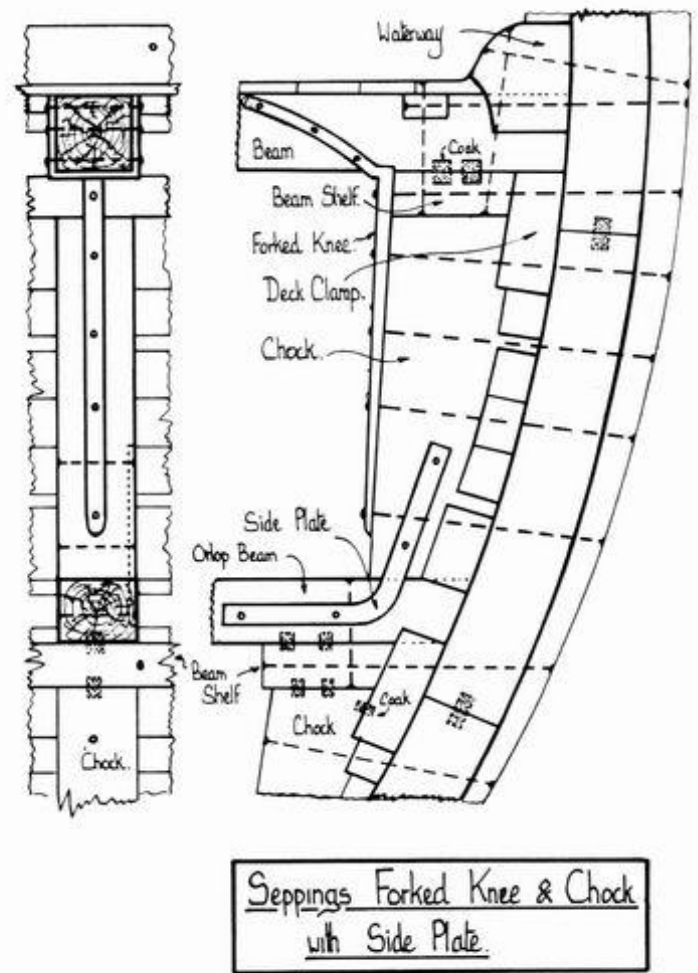 Waterway
Beam
Coak
Beam Shelf.
Forked Knee.
Deck Clamp.
Chock.
Side Plate
Orlop Beam
Beam
Shelf
Coak
Chock
Chock.
Seppings Forked Knee & Chock
with Side Plate.